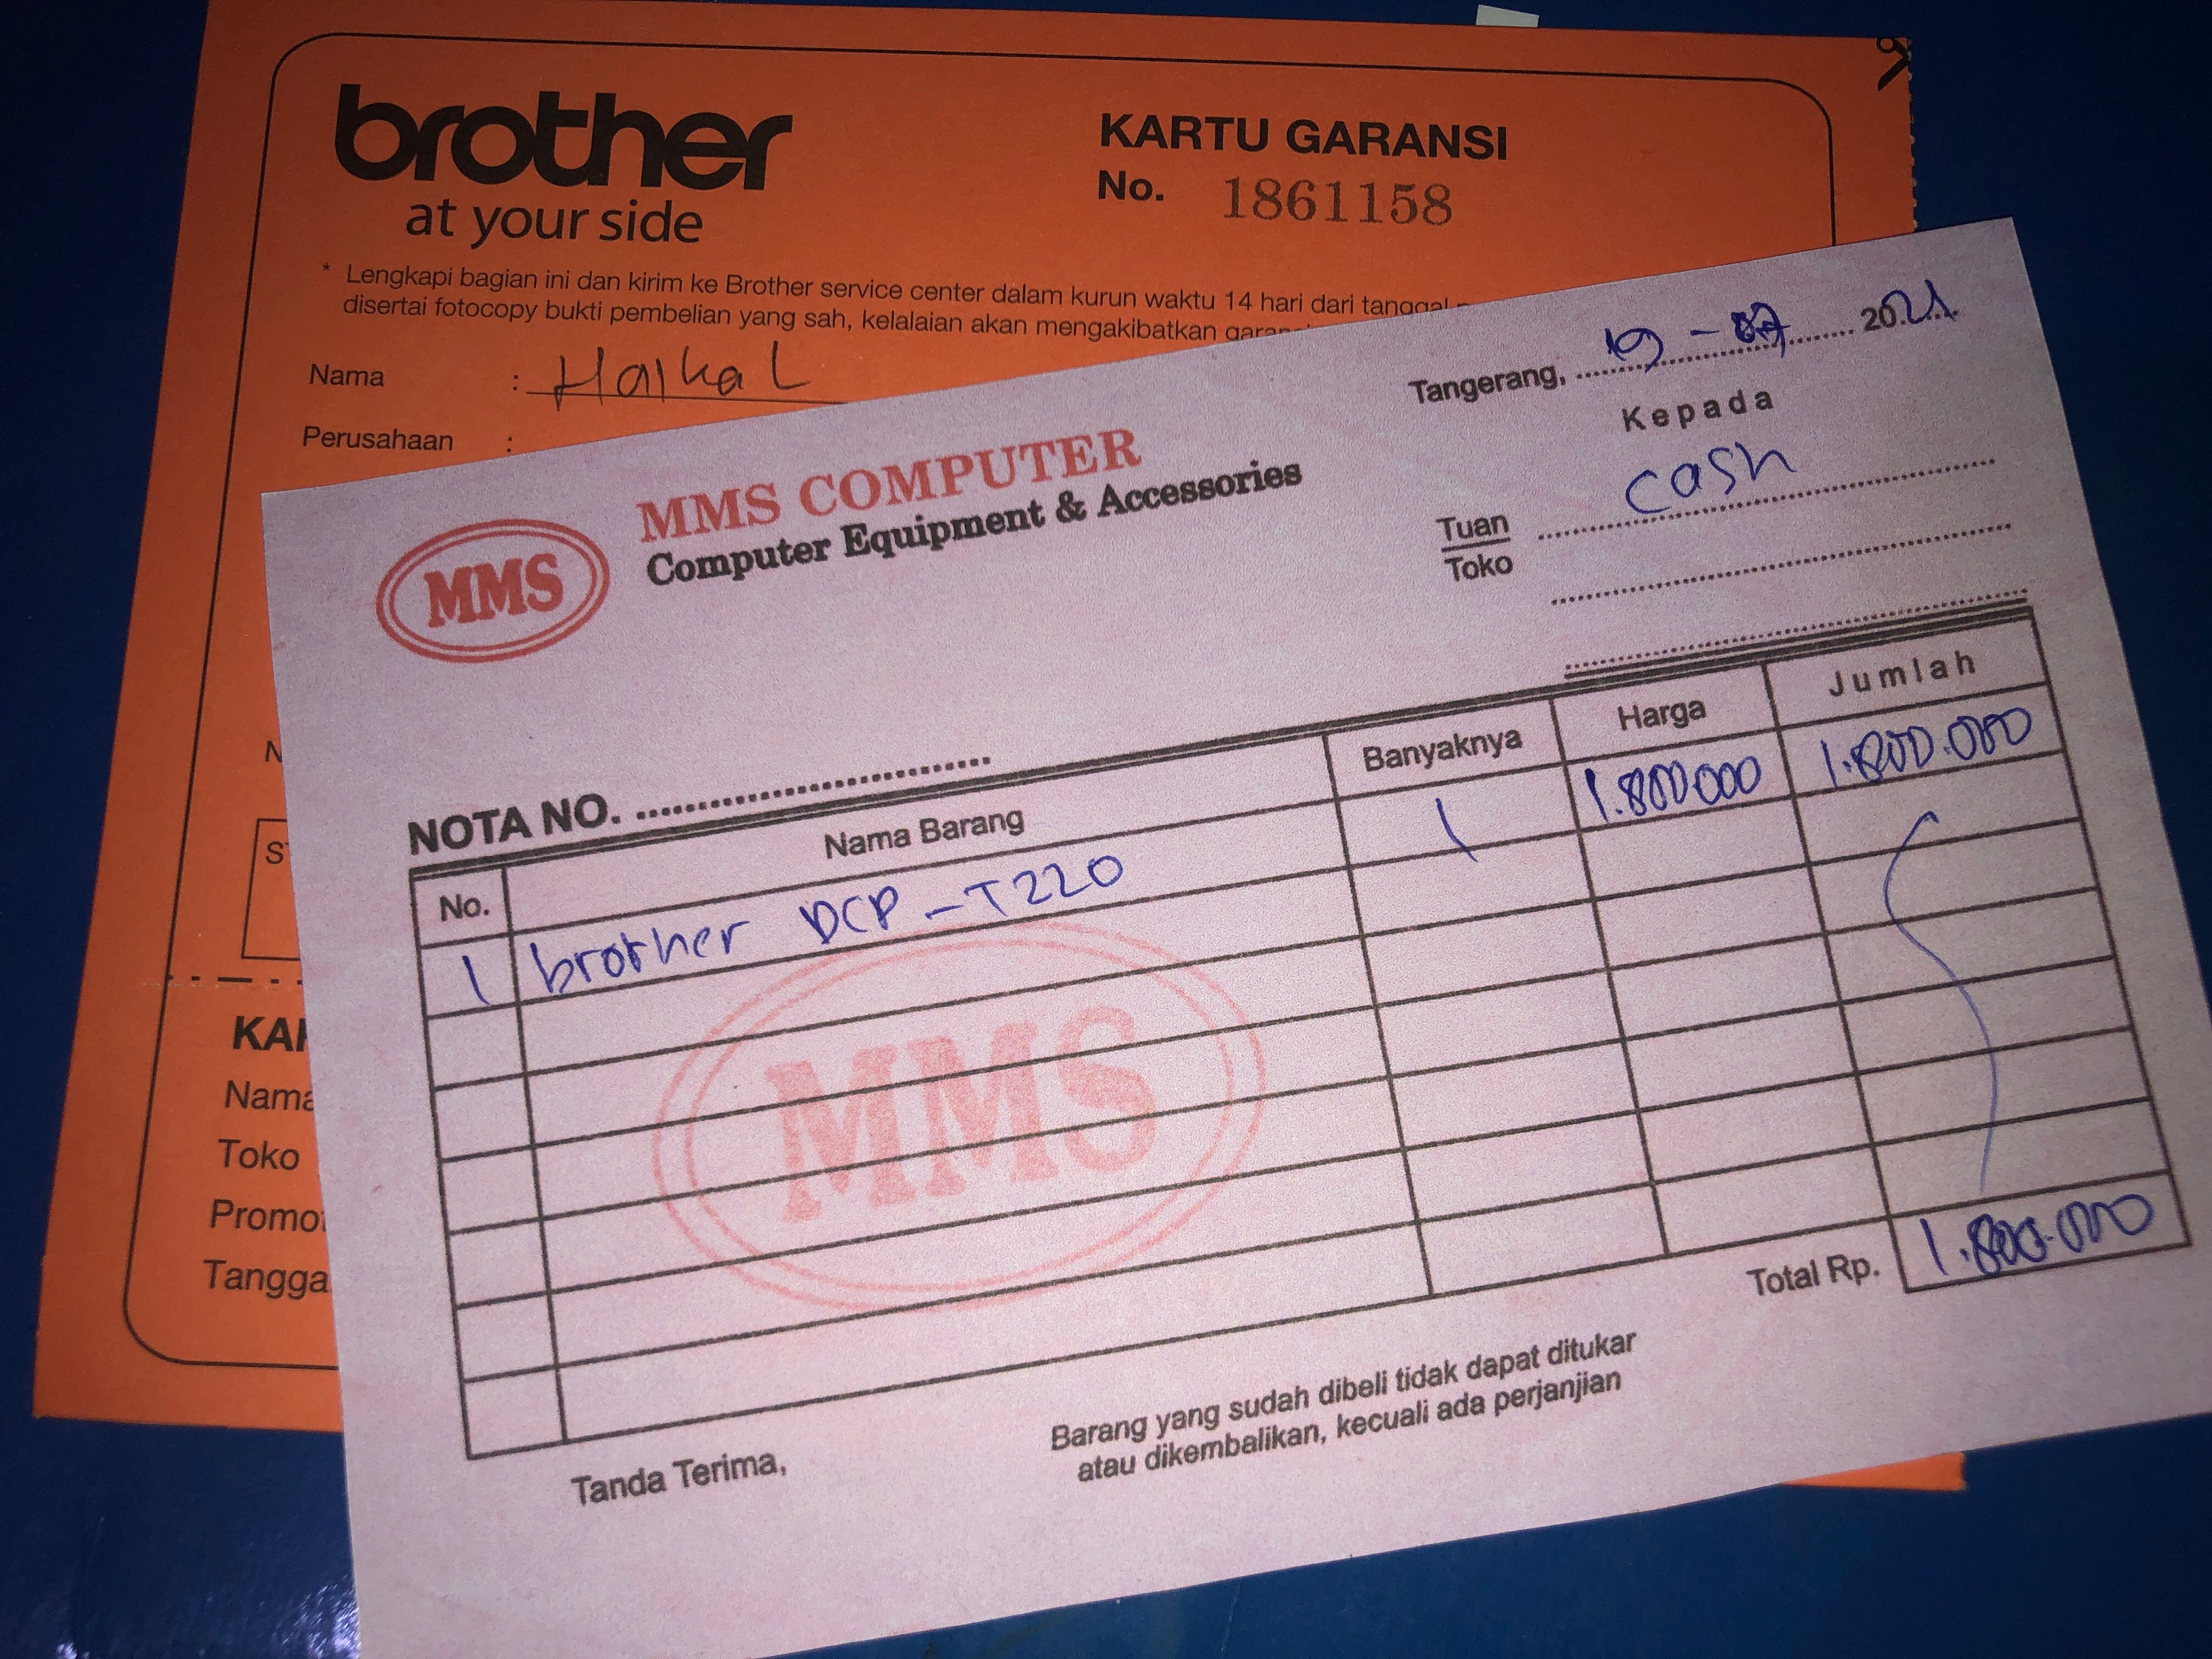 brother
at your side
KARTU GARANSI
No. 1861158
* Lengkapi bagian ini dan kirim ke Brother service center dalam kurun waktu 14 hari dari tanggal
disertai fotocopy bukti pembelian yang sah, kelalaian akan mengakibatkan
Nama : Haikal
Perusahaan :
Toko
Tangerang, 19 - 07 2021
Kepada
Tuan
Toko
cash
MMS
MMS COMPUTER
Computer Equipment & Accessories
NOTA NO.
No. Nama Barang Banyaknya Harga Jumlah
1 brother DCP-T220 1 1.800.000 1.800.000
MMS
Total Rp. 1.800.000
Tanda Terima,
Barang yang sudah dibeli tidak dapat ditukar
atau dikembalikan, kecuali ada perjanjian